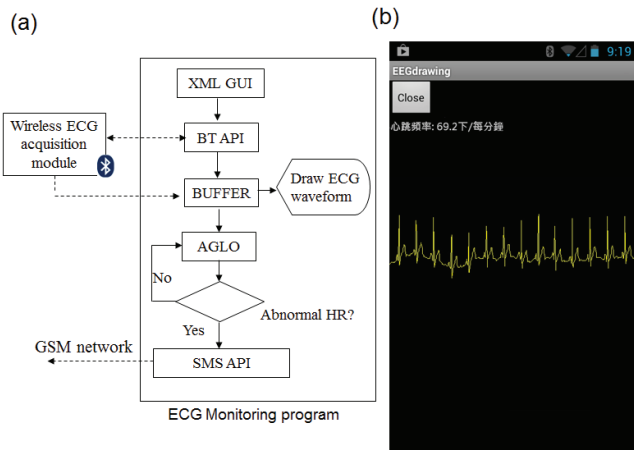 (a)
XML GUI
Wireless ECG
acquisition
module
BT API
BUFFER
Draw ECG
waveform
AGLO
No
Abnormal HR?
Yes
GSM network
SMS API
ECG Monitoring program
(b)
9:19
EEGdrawing
Close
心跳頻率: 69.2下/每分鐘